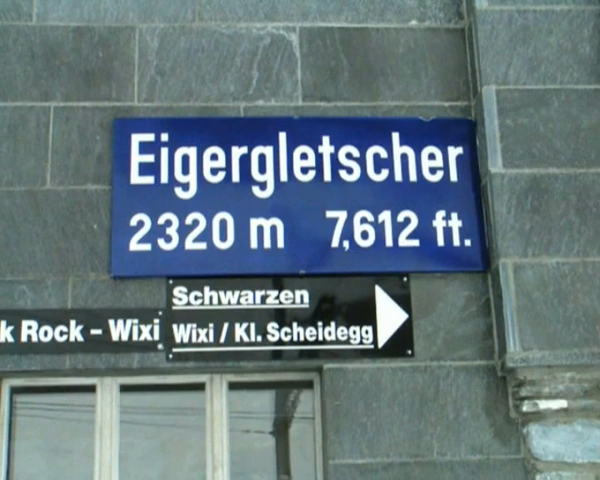 Eigergletscher
2320 m 7,612 ft.
Schwarzen
k Rock - Wixi
Wixi / Kl. Scheidegg